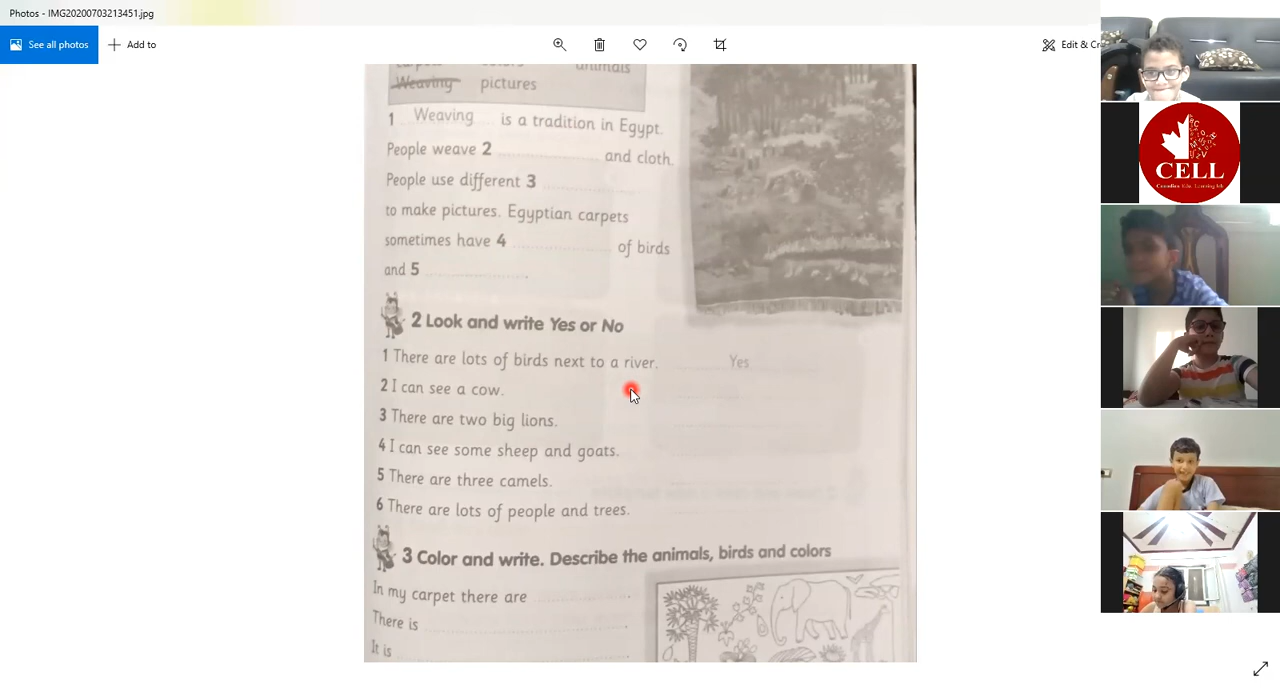 Photos - IMG20200703213451.jpg
See all photos
Add to
Edit & Cr
animals
Weaving pictures
1 Weaving is a tradition in Egypt.
People weave 2 and cloth.
People use different 3
to make pictures. Egyptian carpets
sometimes have 4 of birds
and 5
2 Look and write Yes or No
1 There are lots of birds next to a river. Yes
2 I can see a cow.
3 There are two big lions.
4 I can see some sheep and goats.
5 There are three camels.
6 There are lots of people and trees.
3 Color and write. Describe the animals, birds and colors
In my carpet there are
There is
It is
CELL